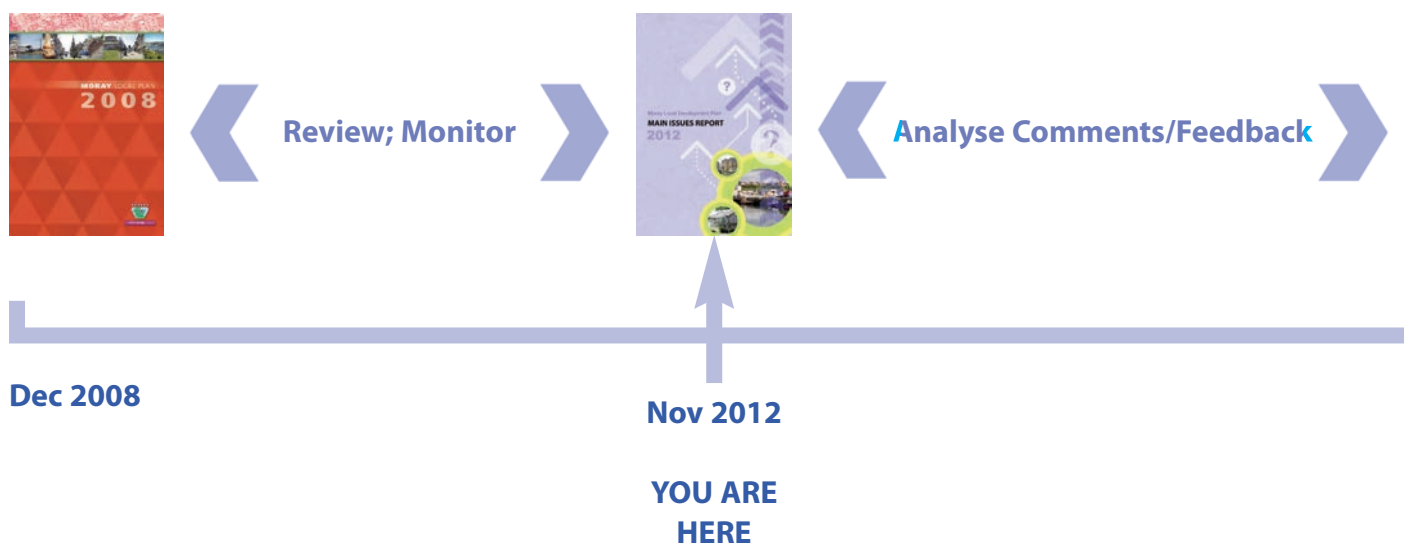 MORAY LOCAL PLAN
2008
Review; Monitor
Moray Local Development Plan
MAIN ISSUES REPORT
2012
?
?
Analyse Comments/Feedback
Dec 2008
Nov 2012
YOU ARE
HERE